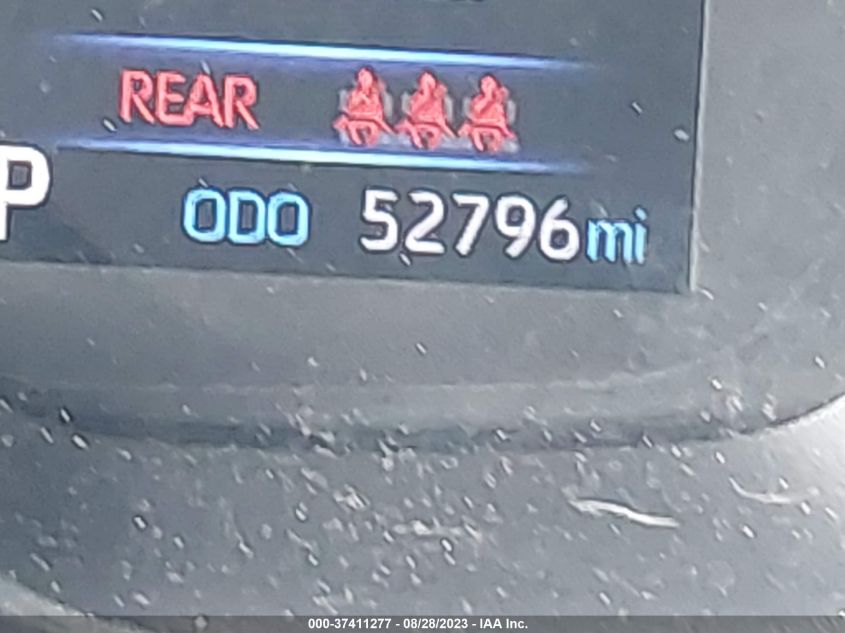 REAR
P
ODO 52796mi
000-37411277 - 08/28/2023 - IAA Inc.